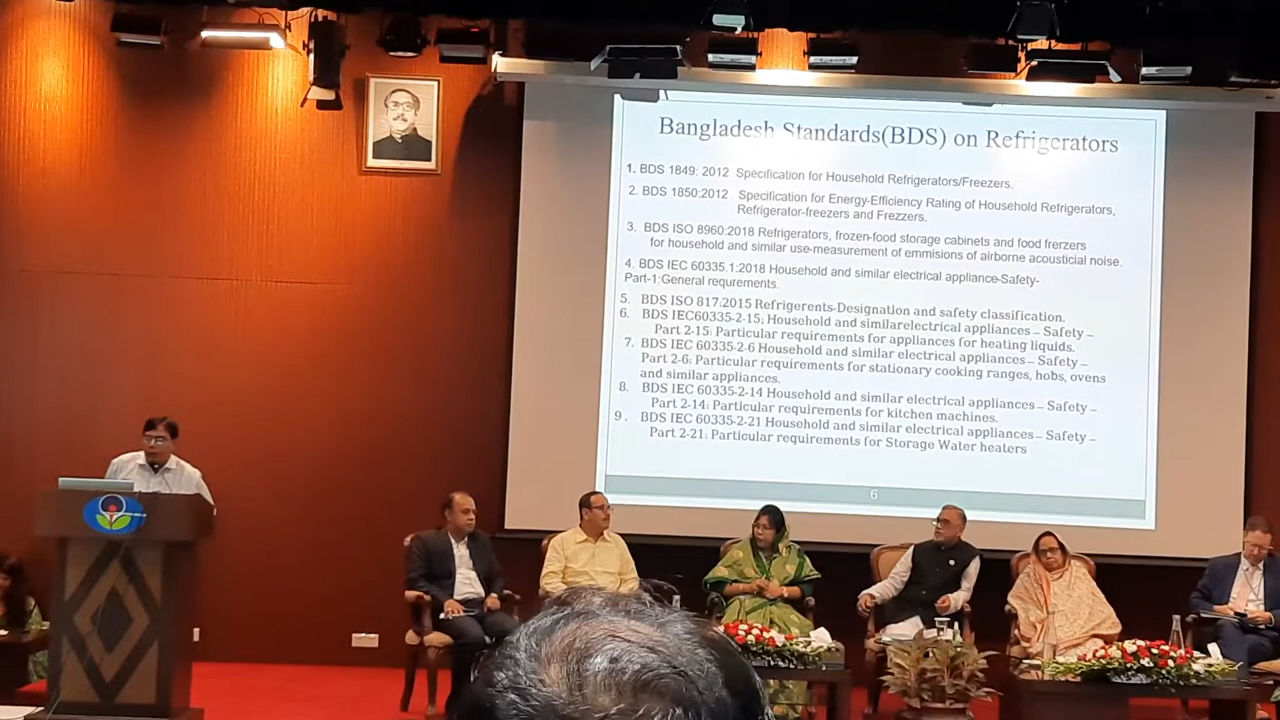 Bangladesh Standards(BDS) on Refrigerators
1. BDS 1849: 2012 Specification for Household Refrigerators/Freezers.
2. BDS 1850:2012 Specification for Energy-Efficiency Rating of Household Refrigerators,
Refrigerator-freezers and Frezzers.
3. BDS ISO 8960:2018 Refrigerators, frozen-food storage cabinets and food frerzers
for household and similar use-measurement of emmisions of airborne acousticial noise.
4. BDS IEC 60335.1:2018 Household and similar electrical appliance-Safety-
Part-1:General requrements.
5. BDS ISO 817:2015 Refrigerents-Designation and safety classification.
6. BDS IEC60335-2-15; Household and similarelectrical appliances – Safety –
Part 2-15: Particular requirements for appliances for heating liquids.
7. BDS IEC 60335-2-6 Household and similar electrical appliances – Safety –
Part 2-6: Particular requirements for stationary cooking ranges, hobs, ovens
and similar appliances.
8. BDS IEC 60335-2-14 Household and similar electrical appliances – Safety –
Part 2-14: Particular requirements for kitchen machines.
9 . BDS IEC 60335-2-21 Household and similar electrical appliances – Safety –
Part 2-21: Particular requirements for Storage Water heaters
6